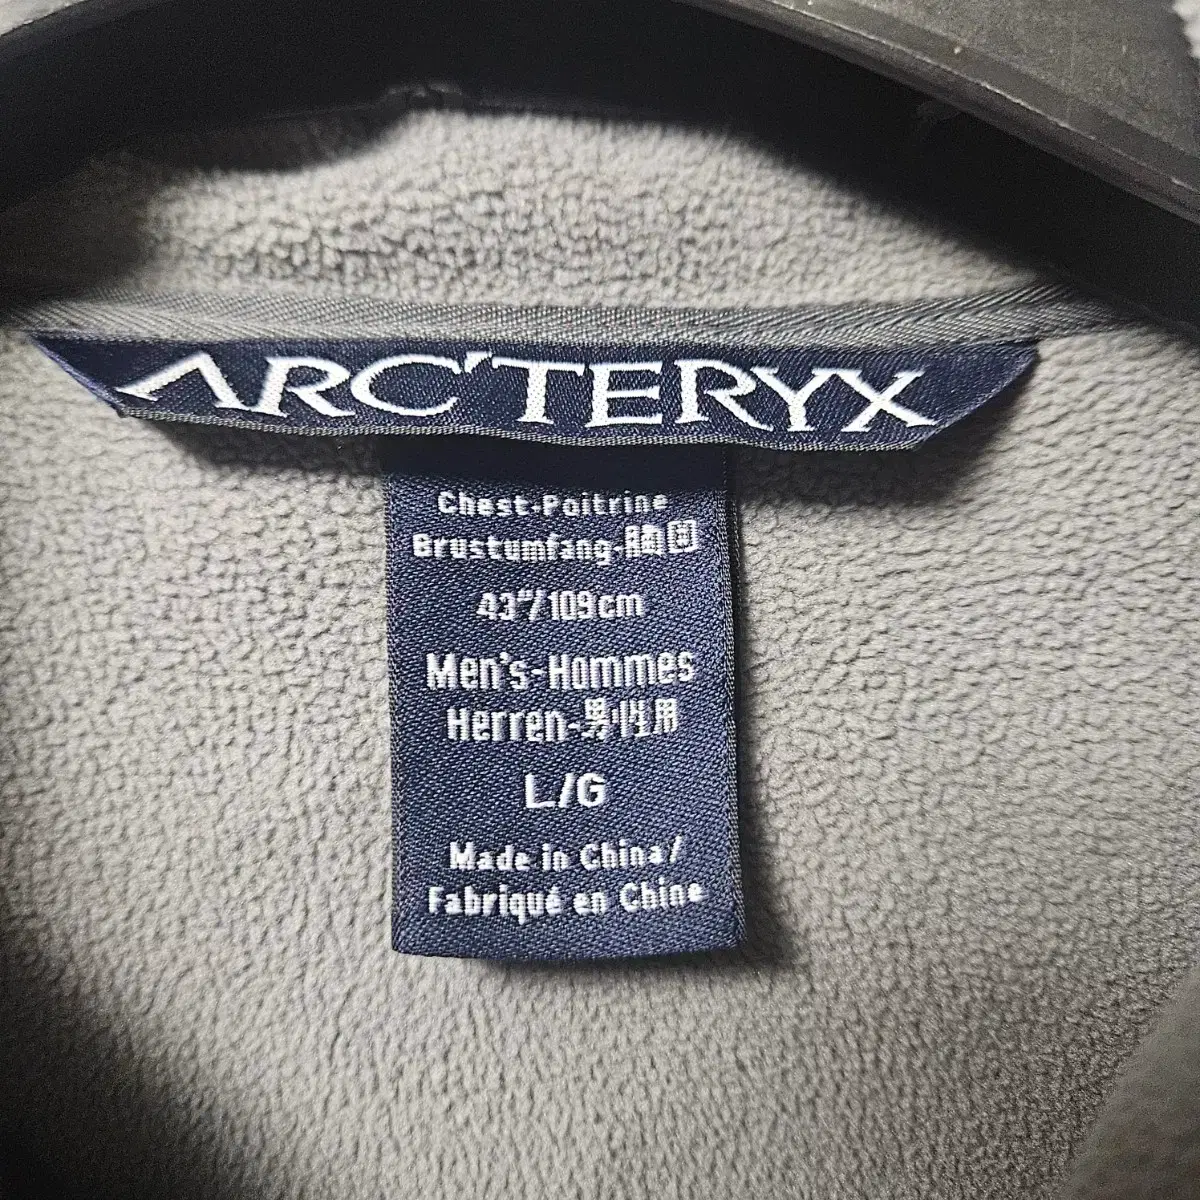 ARC'TERYX
Chest-Poitrine
Brustumfang-胸囲
43"/109cm
Men's-Hommes
Herren-男性用
L/G
Made in China/
Fabriqué en Chine